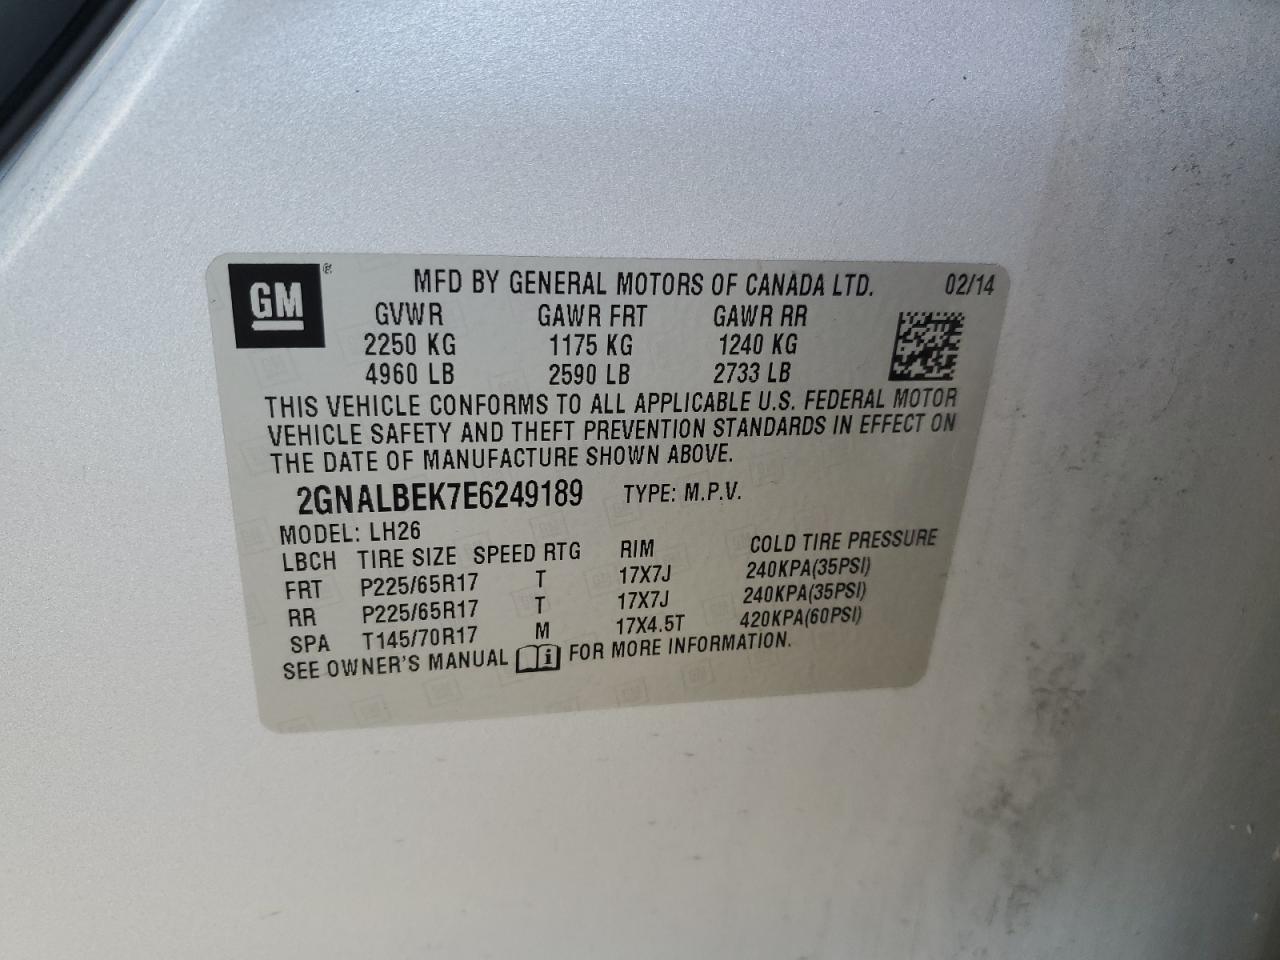 GM® MFD BY GENERAL MOTORS OF CANADA LTD. 02/14
GVWR GAWR FRT GAWR RR
2250 KG 1175 KG 1240 KG
4960 LB 2590 LB 2733 LB
THIS VEHICLE CONFORMS TO ALL APPLICABLE U.S. FEDERAL MOTOR
VEHICLE SAFETY AND THEFT PREVENTION STANDARDS IN EFFECT ON
THE DATE OF MANUFACTURE SHOWN ABOVE.
2GNALBEK7E6249189 TYPE: M.P.V.
MODEL: LH26
LBCH TIRE SIZE SPEED RTG RIM COLD TIRE PRESSURE
FRT P225/65R17 T 17X7J 240KPA(35PSI)
RR P225/65R17 T 17X7J 240KPA(35PSI)
SPA T145/70R17 M 17X4.5T 420KPA(60PSI)
SEE OWNER'S MANUAL i FOR MORE INFORMATION.